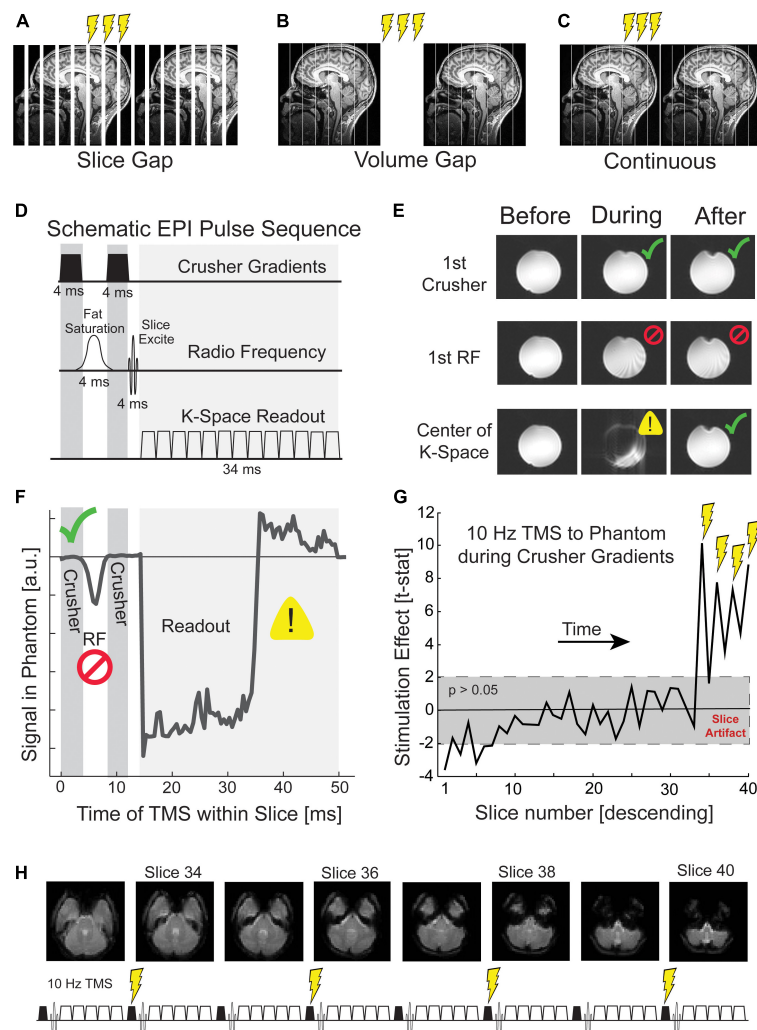 A
B
C
Slice Gap
Volume Gap
Continuous
D
Schematic EPI Pulse Sequence
Crusher Gradients
4 ms
4 ms
Fat
Saturation
Slice
Excite
Radio Frequency
4 ms
4 ms
K-Space Readout
34 ms
E
Before
During
After
1st
Crusher
1st RF
Center of
K-Space
!
F
Signal in Phantom [a.u.]
Crusher
RF
Crusher
Readout
!
0
10
20
30
40
50
Time of TMS within Slice [ms]
G
10 Hz TMS to Phantom
during Crusher Gradients
Stimulation Effect [t-stat]
12
10
8
6
4
2
0
-2
-4
Time
p > 0.05
Slice
Artifact
1
10
20
30
40
Slice number [descending]
H
Slice 34
Slice 36
Slice 38
Slice 40
10 Hz TMS